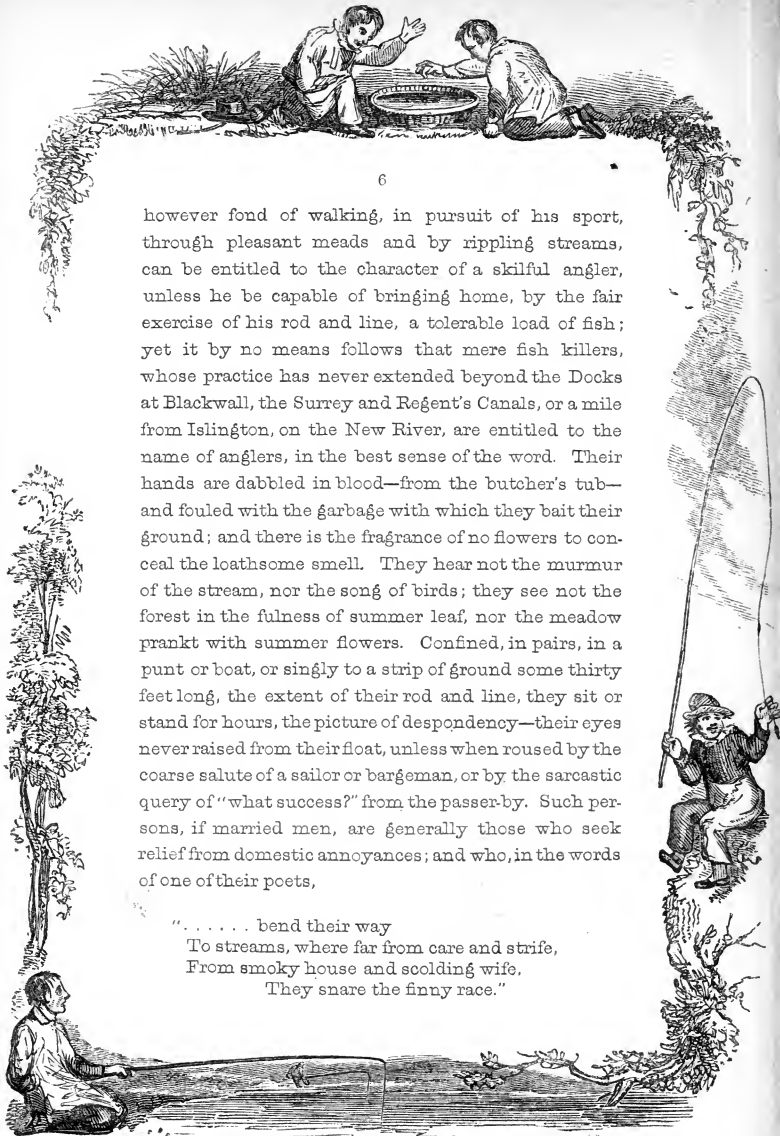 6
however fond of walking, in pursuit of his sport,
through pleasant meads and by rippling streams,
can be entitled to the character of a skilful angler,
unless he be capable of bringing home, by the fair
exercise of his rod and line, a tolerable load of fish;
yet it by no means follows that mere fish killers,
whose practice has never extended beyond the Docks
at Blackwall, the Surrey and Regent's Canals, or a mile
from Islington, on the New River, are entitled to the
name of anglers, in the best sense of the word. Their
hands are dabbled in blood—from the butcher's tub—
and fouled with the garbage with which they bait their
ground; and there is the fragrance of no flowers to con-
ceal the loathsome smell. They hear not the murmur
of the stream, nor the song of birds; they see not the
forest in the fulness of summer leaf, nor the meadow
prankt with summer flowers. Confined, in pairs, in a
punt or boat, or singly to a strip of ground some thirty
feet long, the extent of their rod and line, they sit or
stand for hours, the picture of despondency—their eyes
never raised from their float, unless when roused by the
coarse salute of a sailor or bargeman, or by the sarcastic
query of "what success?" from the passer-by. Such per-
sons, if married men, are generally those who seek
relief from domestic annoyances; and who, in the words
of one of their poets,
". . . . . . bend their way
To streams, where far from care and strife,
From smoky house and scolding wife,
They snare the finny race."